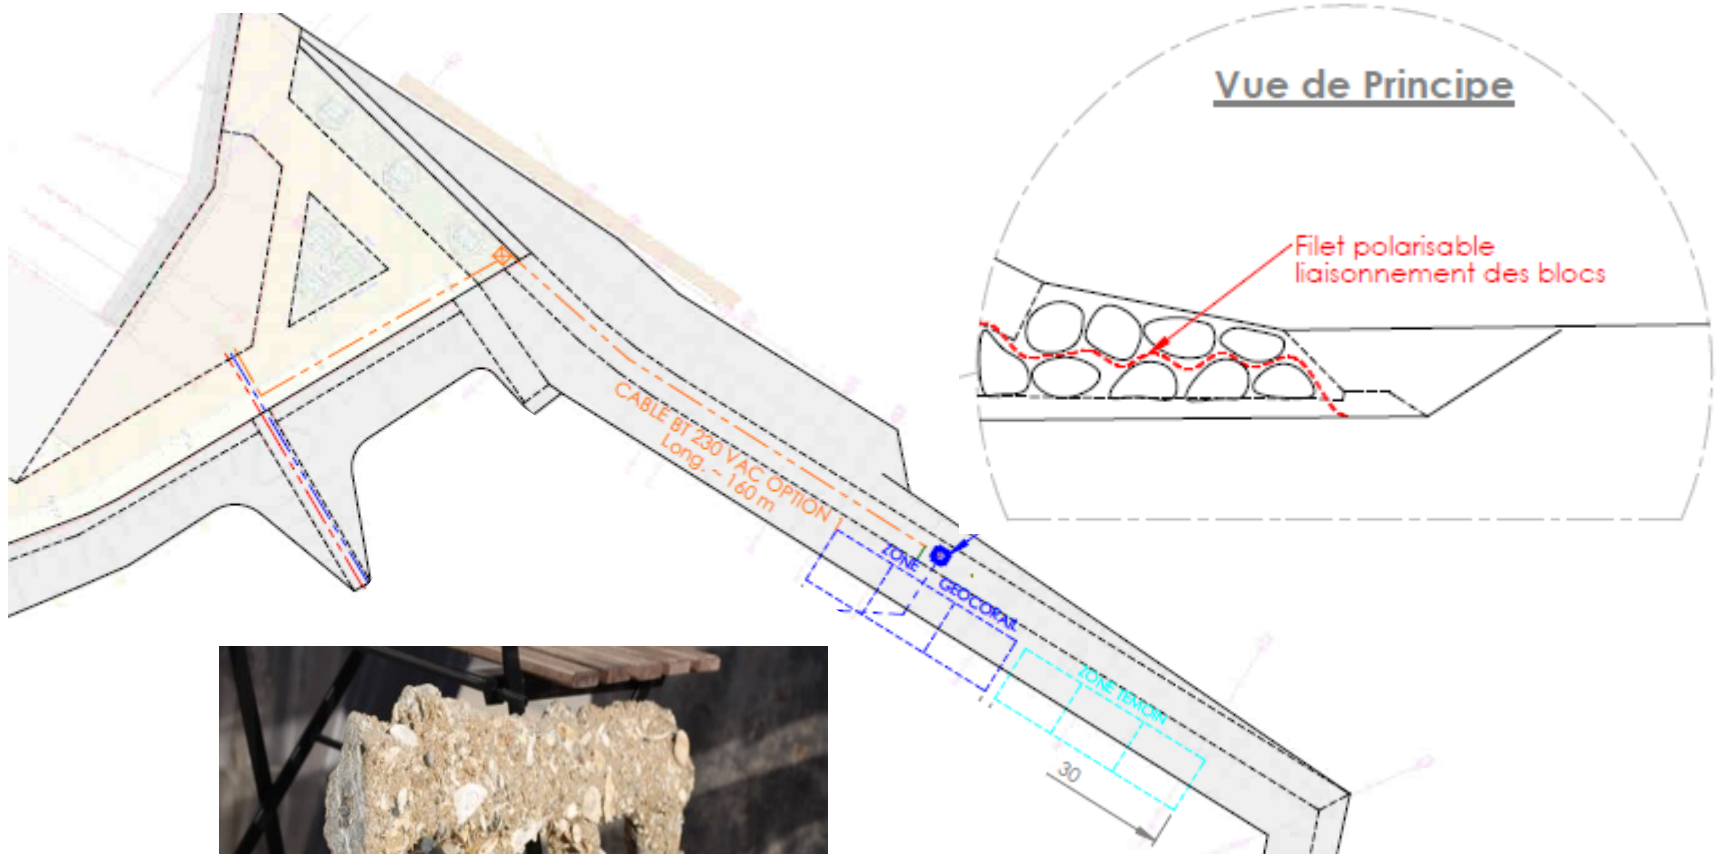 Vue de Principe
Filet polarisable
liaisonnement des blocs
CABLE BT 230 VAC OPTION
Long. ~ 160 m
ZONE GEOCORAIL
ZONE TEMOIN
30